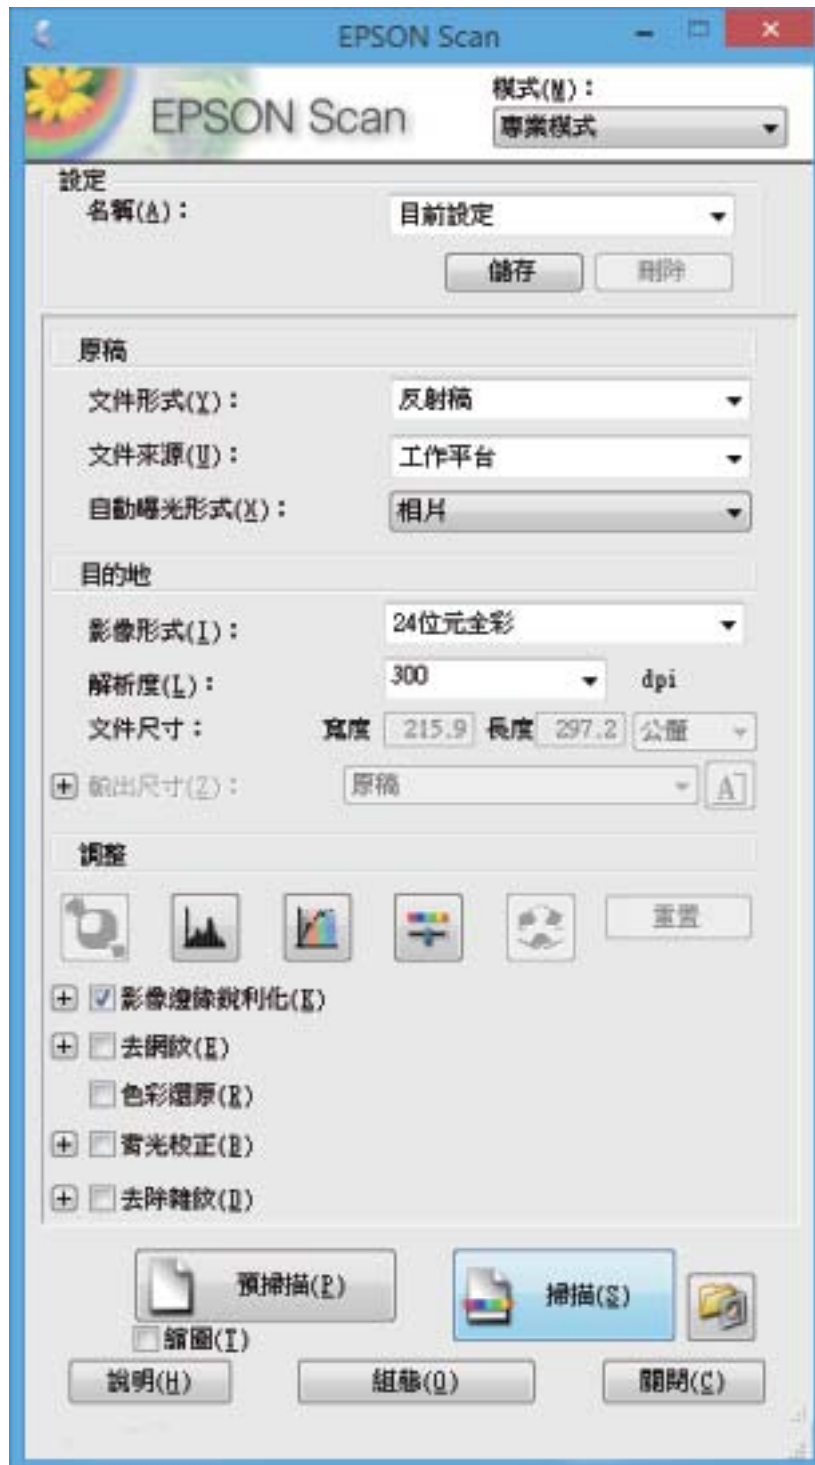 EPSON Scan
EPSON Scan
模式(M)：
專業模式
設定
名稱(A)： 目前設定
儲存 刪除
原稿
文件形式(Y)： 反射稿
文件來源(U)： 工作平台
自動曝光形式(X)： 相片
目的地
影像形式(I)： 24位元全彩
解析度(L)： 300 dpi
文件尺寸： 寬度 215.9 長度 297.2 公釐
輸出尺寸(Z)： 原稿 A
調整
重置
影像邊緣銳利化(K)
去網紋(E)
色彩還原(R)
背光校正(B)
去除雜紋(D)
預掃描(P) 掃描(S)
縮圖(T)
說明(H) 組態(O) 關閉(C)